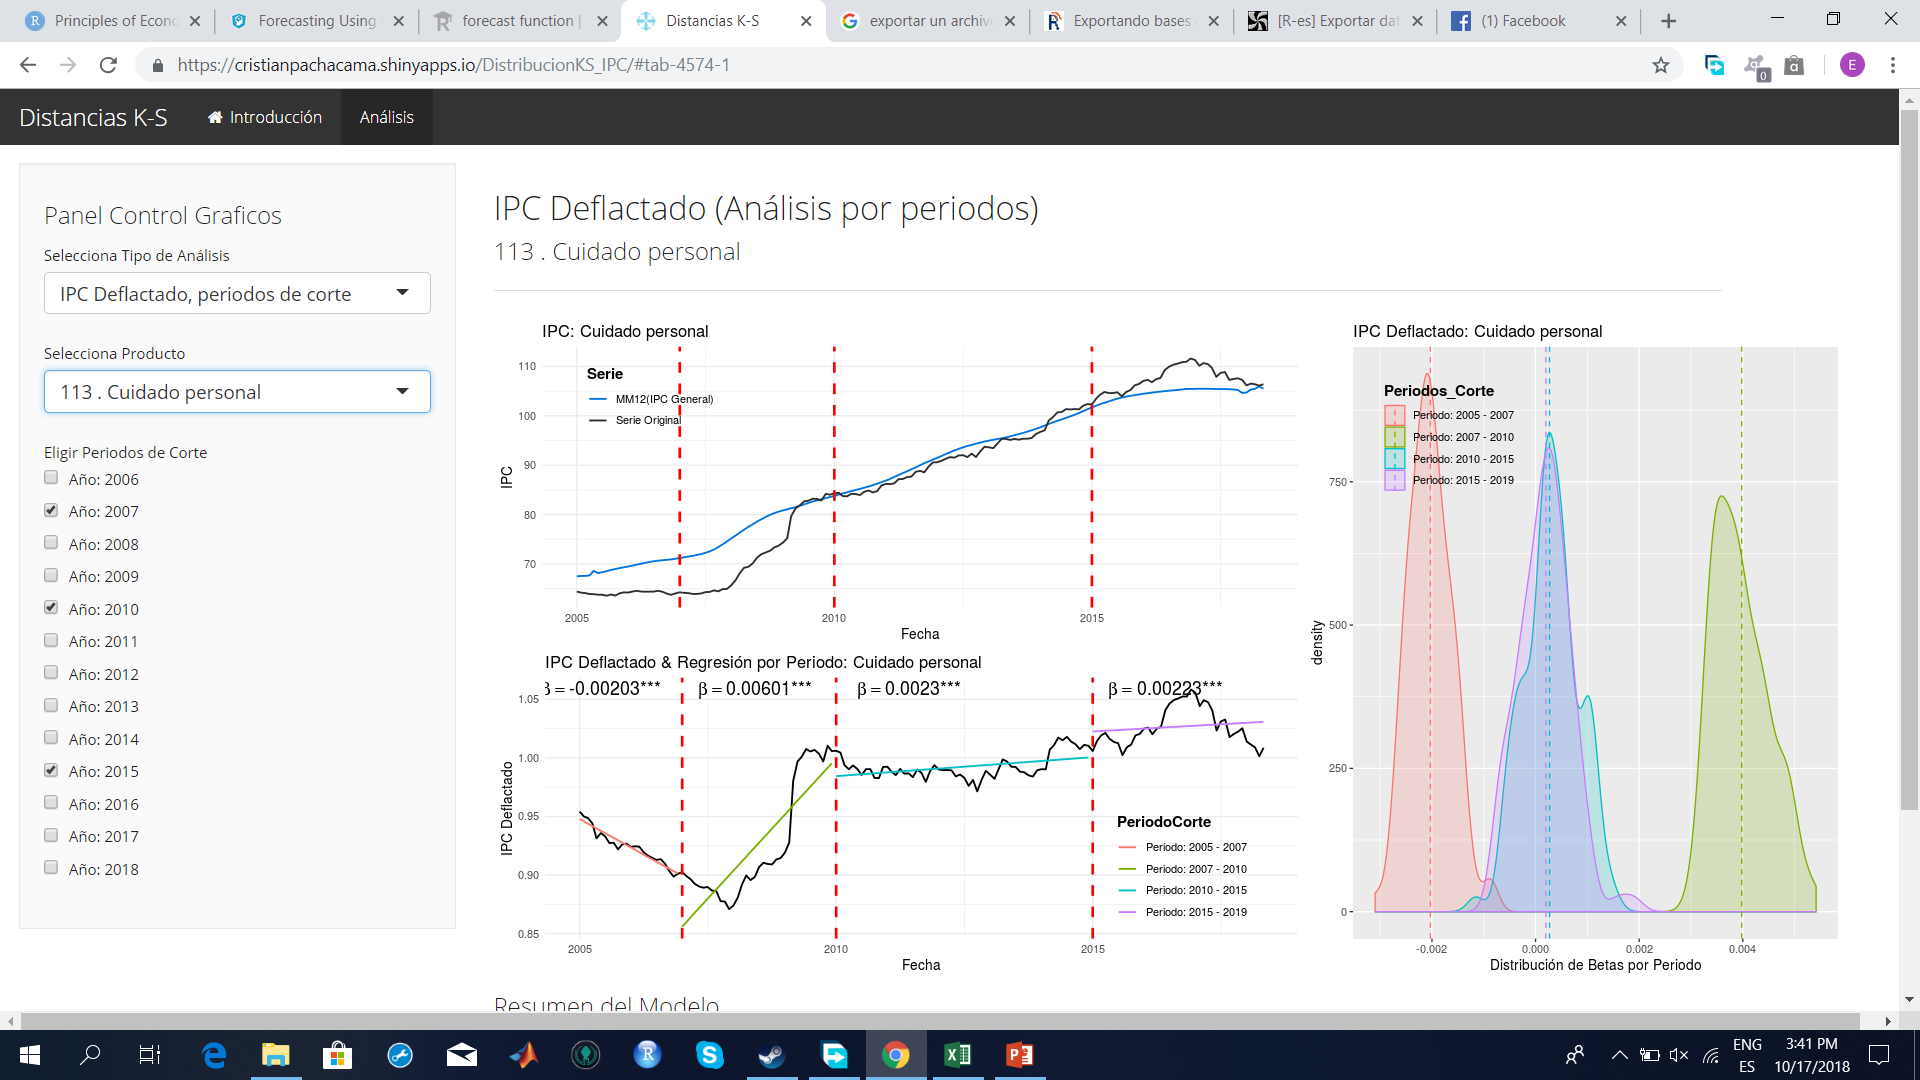 Principles of Econo
Forecasting Using
forecast function |
Distancias K-S
exportar un archivo
Exportando bases
[R-es] Exportar dat
(1) Facebook
https://cristianpachacama.shinyapps.io/DistribucionKS_IPC/#tab-4574-1
0
a
E
Distancias K-S
Introducción
Análisis
Panel Control Graficos
Selecciona Tipo de Análisis
IPC Deflactado, periodos de corte
Selecciona Producto
113 . Cuidado personal
Eligir Periodos de Corte
Año: 2006
Año: 2007
Año: 2008
Año: 2009
Año: 2010
Año: 2011
Año: 2012
Año: 2013
Año: 2014
Año: 2015
Año: 2016
Año: 2017
Año: 2018
IPC Deflactado (Análisis por periodos)
113 . Cuidado personal
IPC: Cuidado personal
Serie
MM12(IPC General)
Serie Original
110
100
90
80
70
IPC
2005
2010
2015
Fecha
IPC Deflactado & Regresión por Periodo: Cuidado personal
β = -0.00203***
β = 0.00601***
β = 0.0023***
β = 0.00223***
1.05
1.00
0.95
0.90
0.85
IPC Deflactado
PeriodoCorte
Periodo: 2005 - 2007
Periodo: 2007 - 2010
Periodo: 2010 - 2015
Periodo: 2015 - 2019
2005
2010
2015
Fecha
IPC Deflactado: Cuidado personal
Periodos_Corte
Periodo: 2005 - 2007
Periodo: 2007 - 2010
Periodo: 2010 - 2015
Periodo: 2015 - 2019
750
500
250
0
density
-0.002
0.000
0.002
0.004
Distribución de Betas por Periodo
Resumen del Modelo
ENG
ES
3:41 PM
10/17/2018